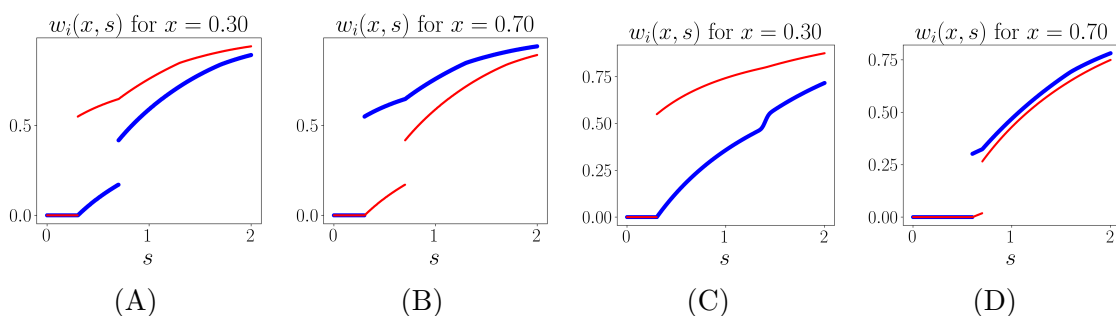 w_i(x, s) for x = 0.30
0.5
0.0
0
1
2
s
(A)
w_i(x, s) for x = 0.70
0.5
0.0
0
1
2
s
(B)
w_i(x, s) for x = 0.30
0.75
0.50
0.25
0.00
0
1
2
s
(C)
w_i(x, s) for x = 0.70
0.75
0.50
0.25
0.00
0
1
2
s
(D)